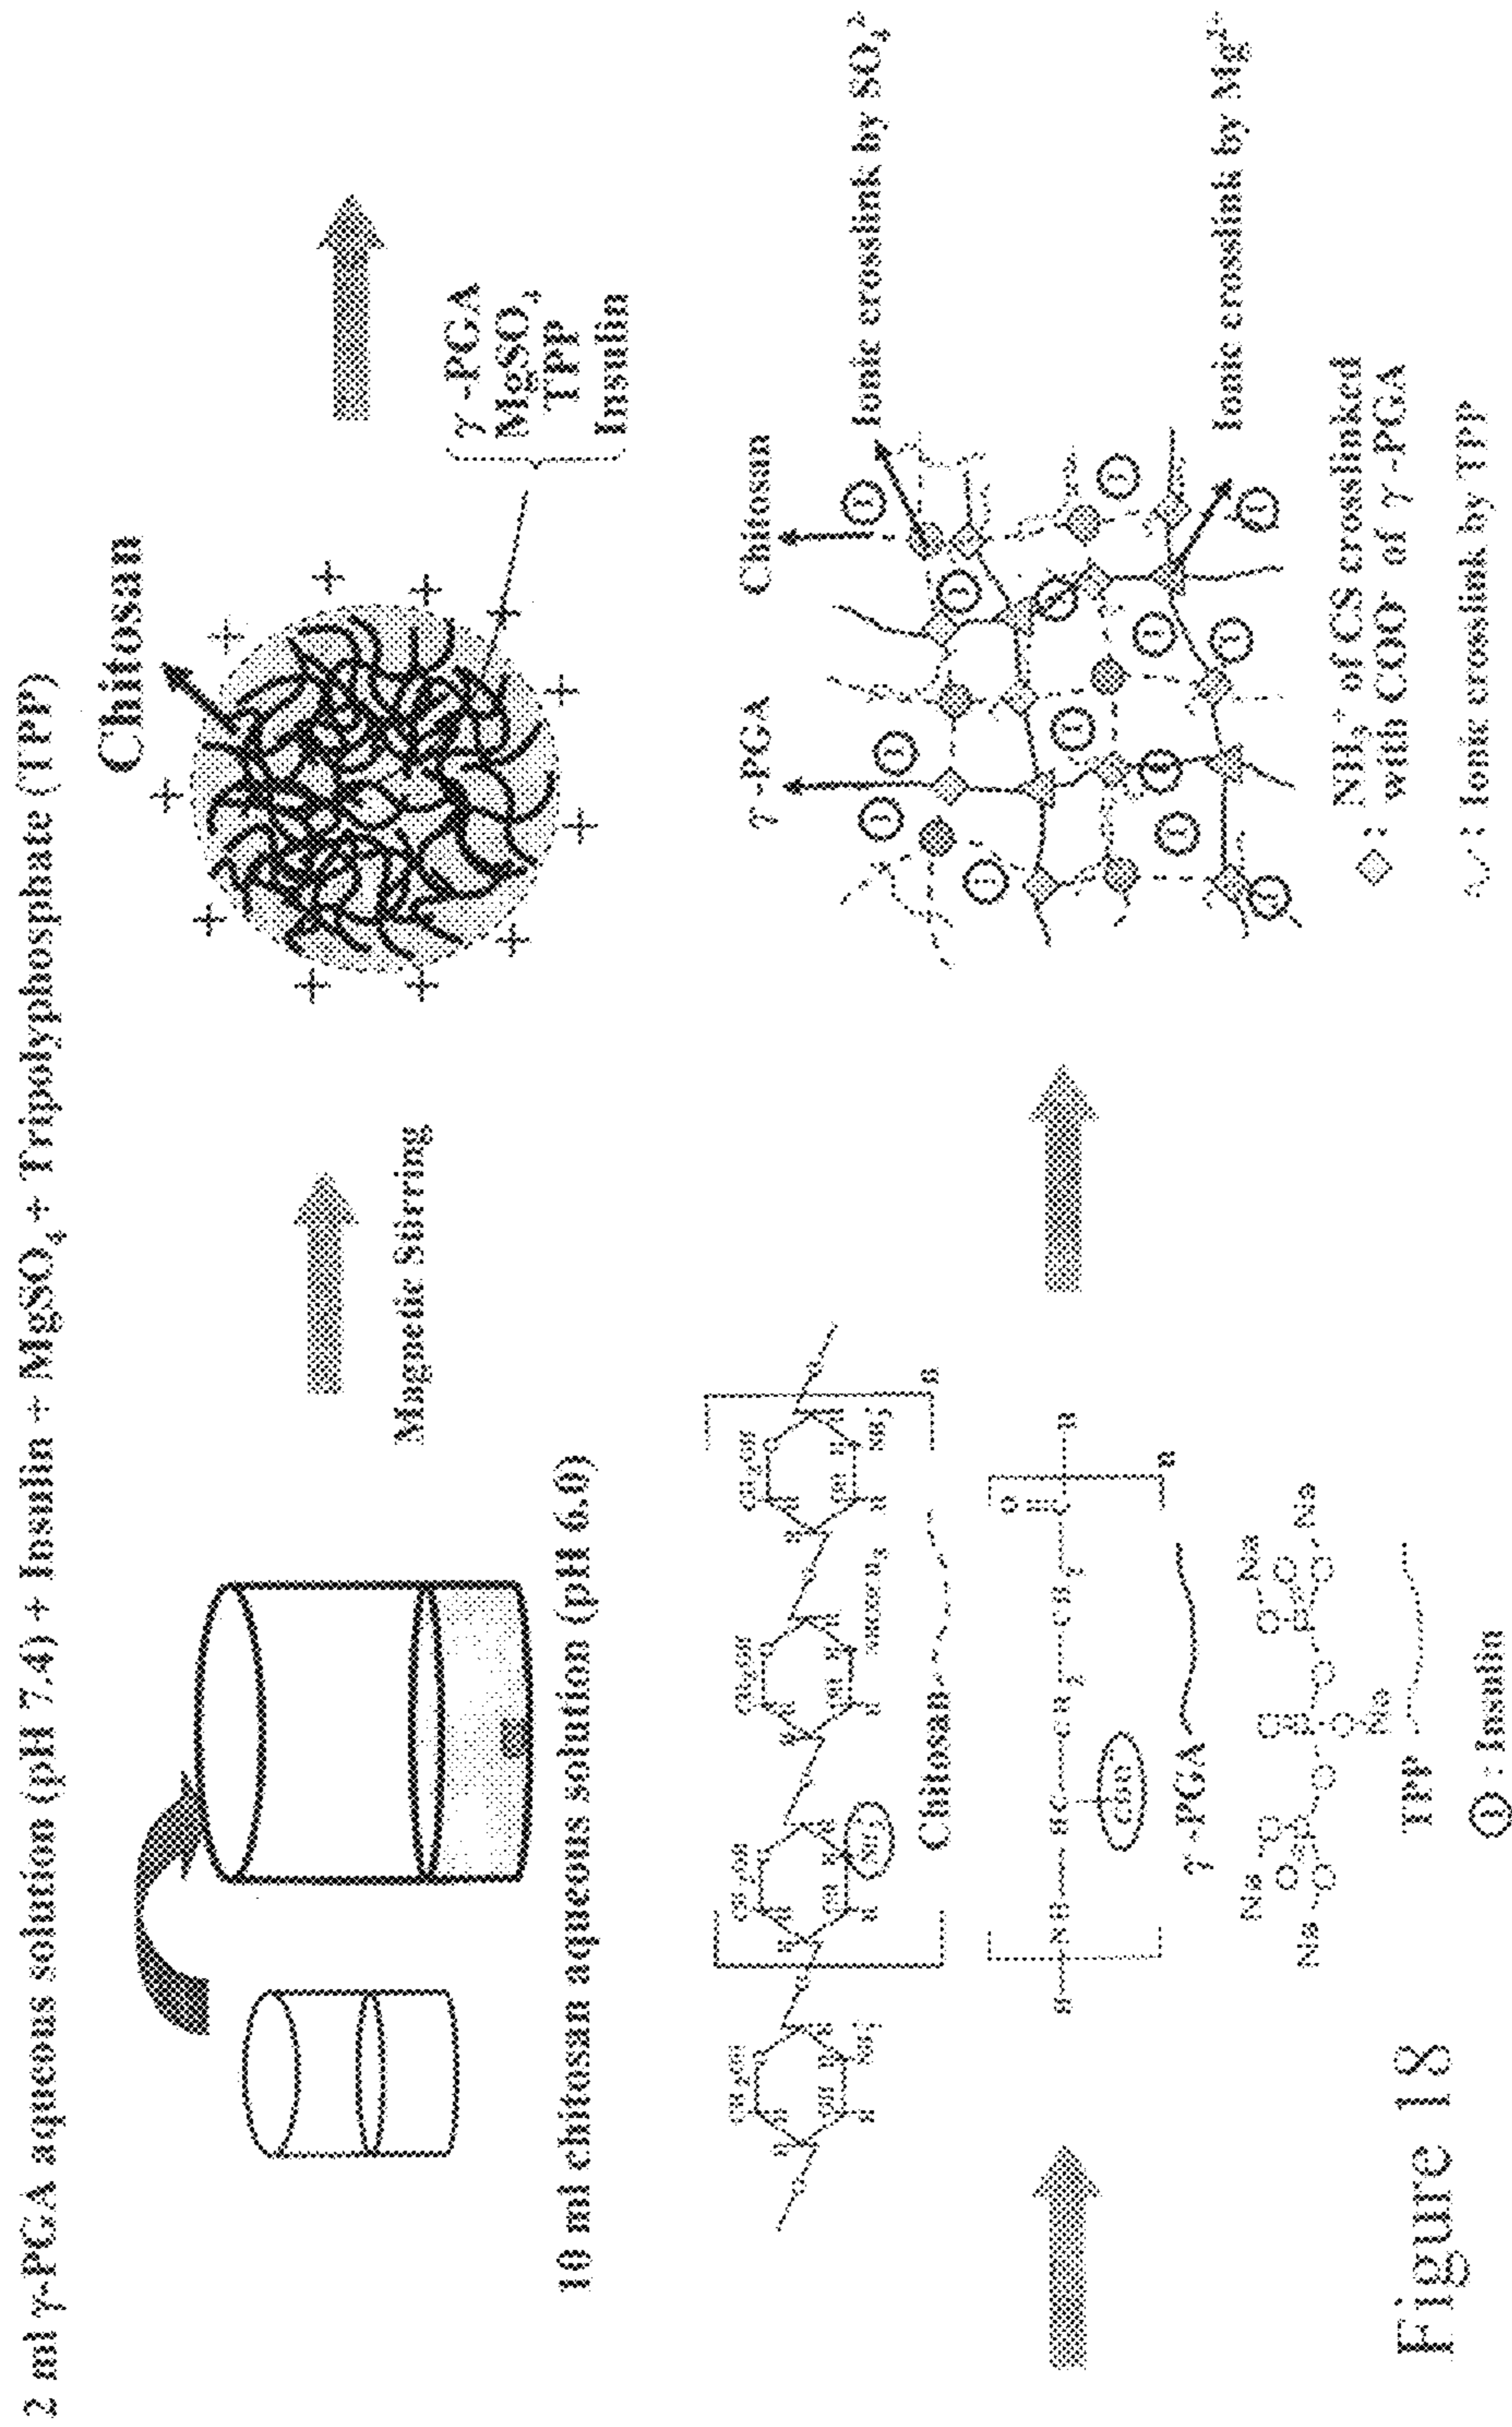 2 ml γ-PGA aqueous solution (pH 7.4) + Insulin + MgSO₄ + Tripolyphosphate (TPP)
10 ml chitosan aqueous solution (pH 6.0)
Magnetic Stirring
Chitosan
γ-PGA
MgSO₄
TPP
Insulin
Chitosan
γ-PGA
TPP
I : Insulin
γ-PGA
Chitosan
Ionic crosslink by SO₄²⁻
Ionic crosslink by Mg²⁺
: NH₃⁺ of CS crosslinked
with COO⁻ of γ-PGA
: Ionic crosslink by TPP
Figure 18